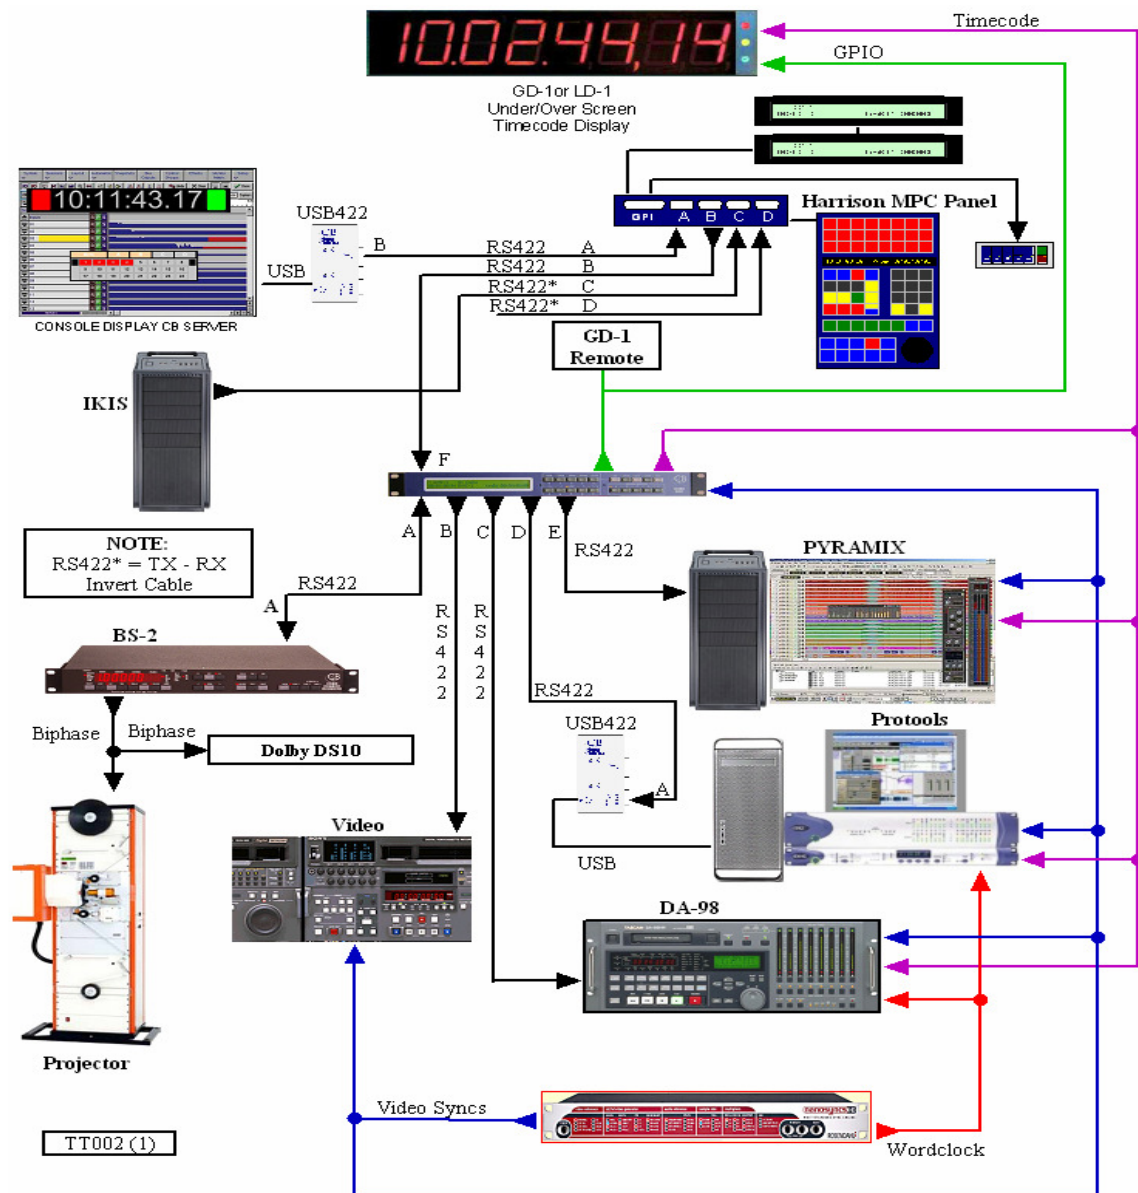 Timecode
10.02.44,14
GPIO
GD-1or LD-1
Under/Over Screen
Timecode Display
10:11:43.17
USB422
B
USB
CONSOLE DISPLAY CB SERVER
GPI A B C D
Harrison MPC Panel
RS422 A
RS422 B
RS422* C
RS422* D
GD-1
Remote
IKIS
F
NOTE:
RS422* = TX - RX
Invert Cable
A B C D E
RS422
PYRAMIX
RS422
A
RS422
RS422
BS-2
RS422
USB422
A
Protools
Biphase
Biphase
Dolby DS10
Video
USB
DA-98
Projector
Video Syncs
nanosyncs
Wordclock
TT002 (1)